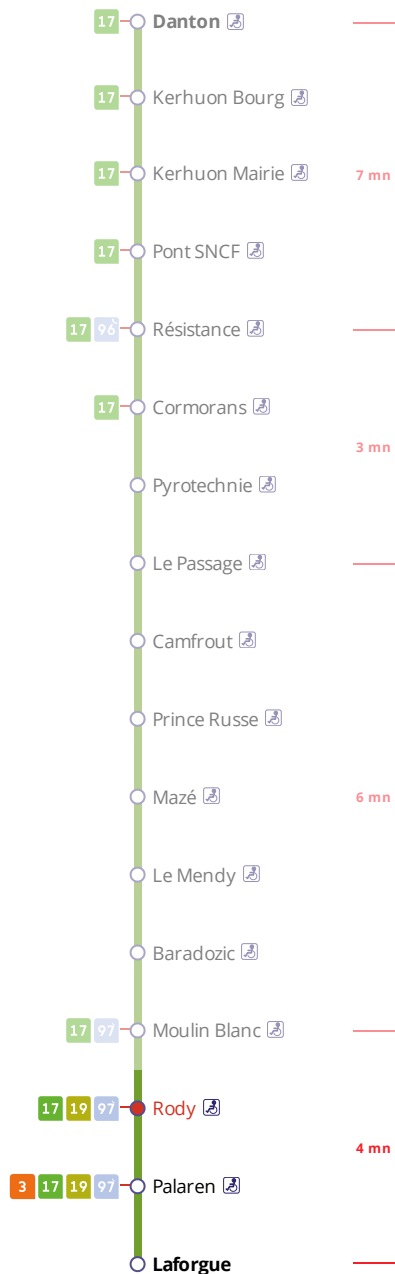 17 Danton
17 Kerhuon Bourg
17 Kerhuon Mairie 7 mn
17 Pont SNCF
17 96 Résistance
17 Cormorans
3 mn
Pyrotechnie
Le Passage
Camfrout
Prince Russe
Mazé 6 mn
Le Mendy
Baradozic
17 97 Moulin Blanc
17 19 97 Rody
4 mn
3 17 19 97 Palaren
Laforgue